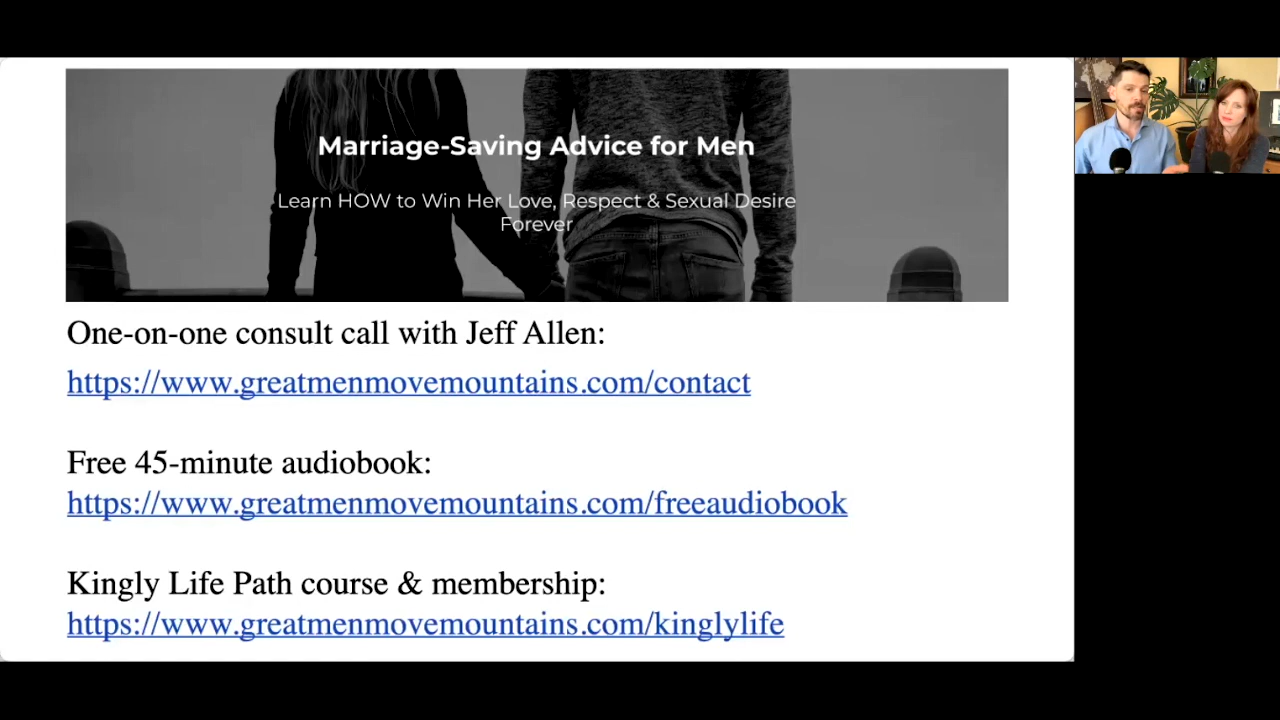 Marriage-Saving Advice for Men
Learn HOW to Win Her Love, Respect & Sexual Desire
Forever
One-on-one consult call with Jeff Allen:
https://www.greatmenmovemountains.com/contact
Free 45-minute audiobook:
https://www.greatmenmovemountains.com/freeaudiobook
Kingly Life Path course & membership:
https://www.greatmenmovemountains.com/kinglylife